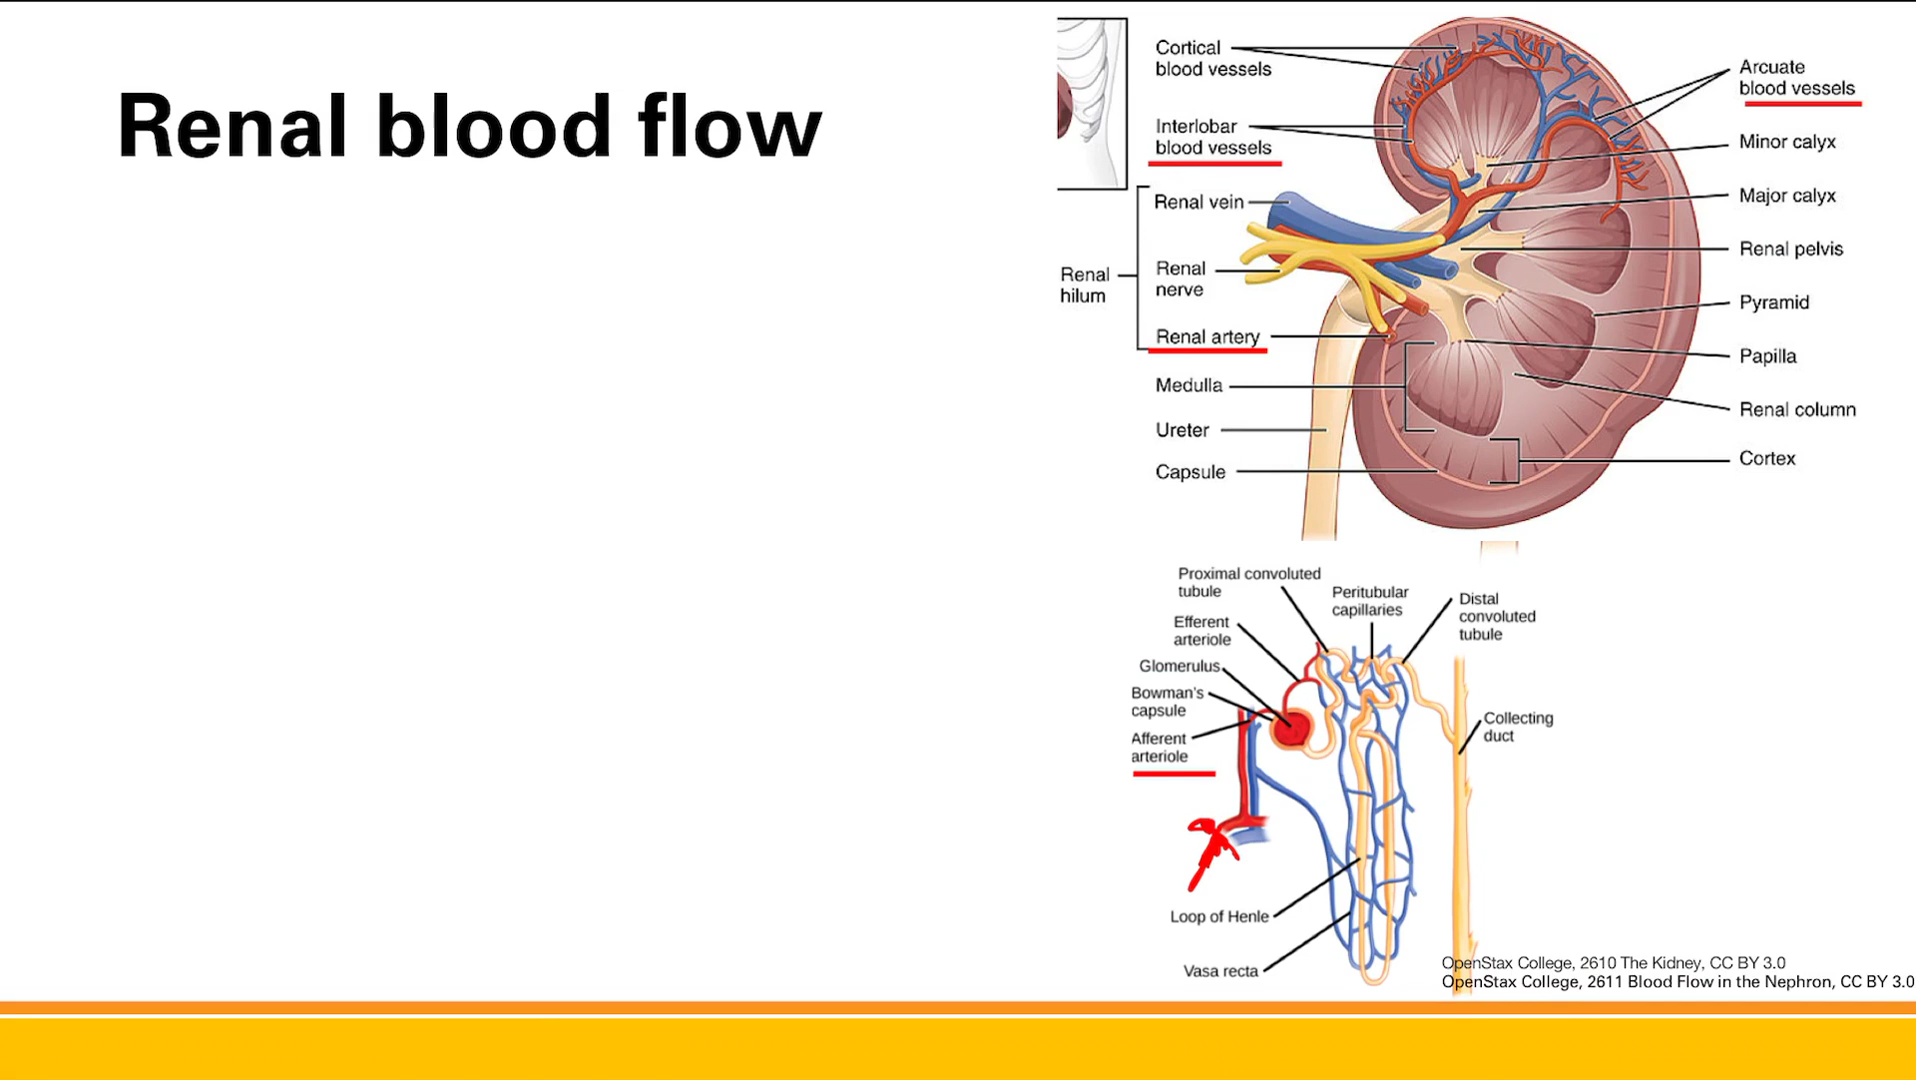 Renal blood flow
Cortical
blood vessels
Interlobar
blood vessels
Renal vein
Renal
hilum
Renal
nerve
Renal artery
Medulla
Ureter
Capsule
Arcuate
blood vessels
Minor calyx
Major calyx
Renal pelvis
Pyramid
Papilla
Renal column
Cortex
Proximal convoluted
tubule
Peritubular
capillaries
Distal
convoluted
tubule
Efferent
arteriole
Glomerulus
Bowman's
capsule
Afferent
arteriole
Collecting
duct
Loop of Henle
Vasa recta
OpenStax College, 2610 The Kidney, CC BY 3.0
OpenStax College, 2611 Blood Flow in the Nephron, CC BY 3.0